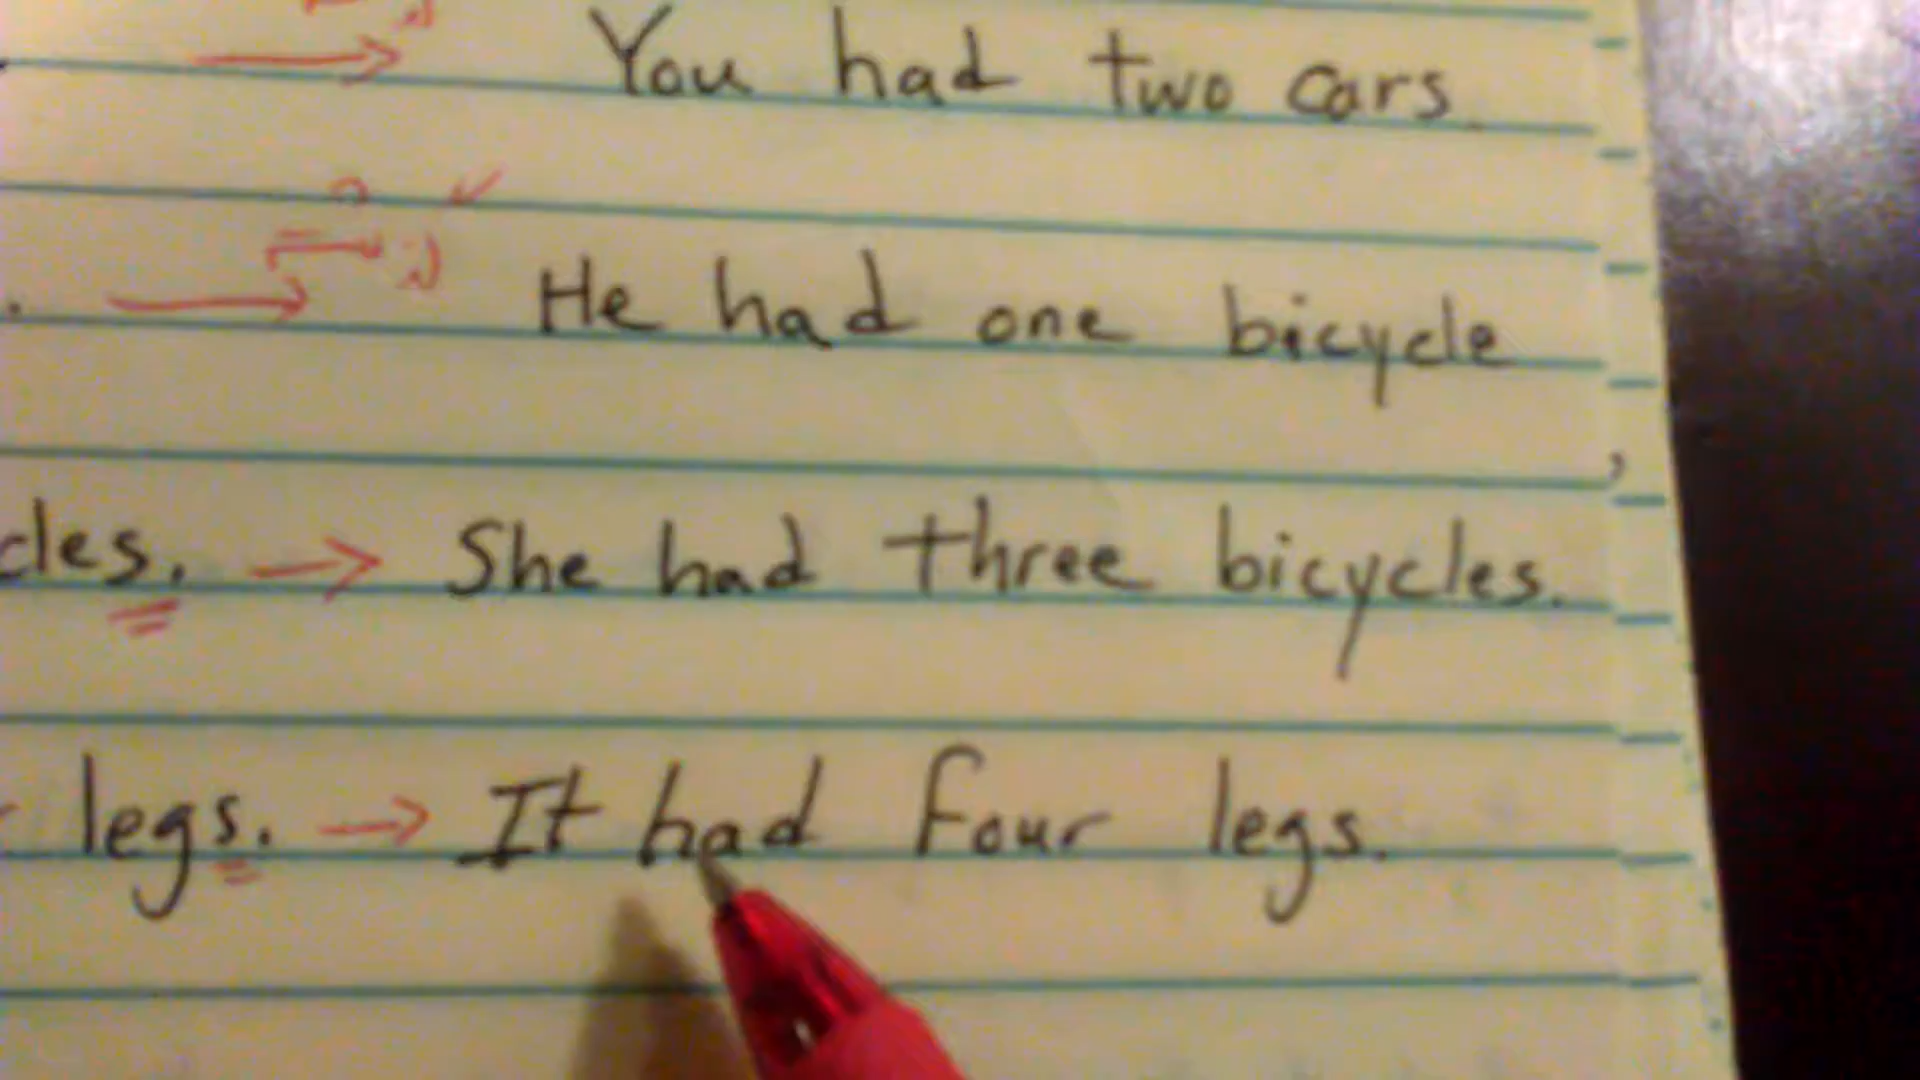 You had two cars.
. He had one bicycle
cles. → She had three bicycles.
legs. → It had four legs.